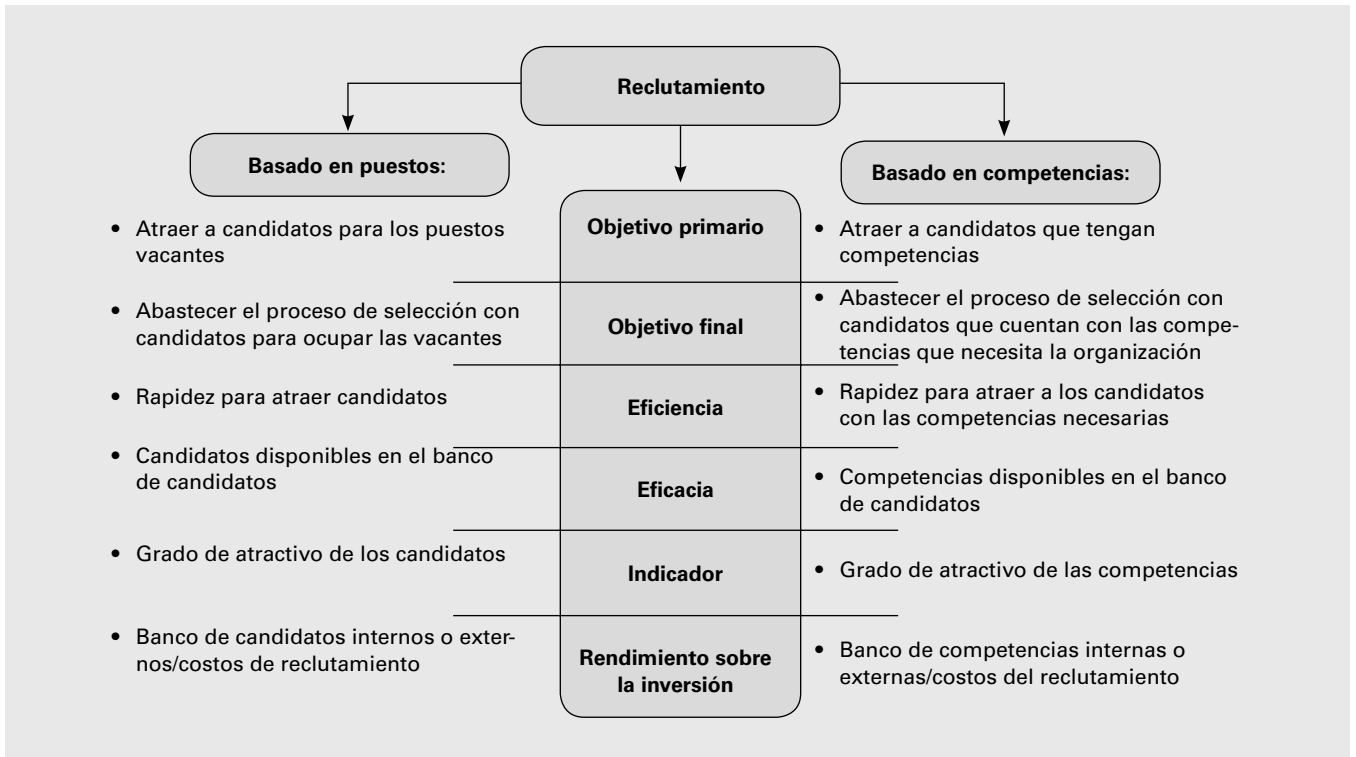 Reclutamiento
Basado en puestos:
Basado en competencias:
• Atraer a candidatos para los puestos
vacantes
Objetivo primario
• Atraer a candidatos que tengan
competencias
• Abastecer el proceso de selección con
candidatos para ocupar las vacantes
Objetivo final
• Abastecer el proceso de selección con
candidatos que cuentan con las compe-
tencias que necesita la organización
• Rapidez para atraer candidatos
Eficiencia
• Rapidez para atraer a los candidatos
con las competencias necesarias
• Candidatos disponibles en el banco
de candidatos
Eficacia
• Competencias disponibles en el banco
de candidatos
• Grado de atractivo de los candidatos
Indicador
• Grado de atractivo de las competencias
• Banco de candidatos internos o exter-
nos/costos de reclutamiento
Rendimiento sobre
la inversión
• Banco de competencias internas o
externas/costos del reclutamiento